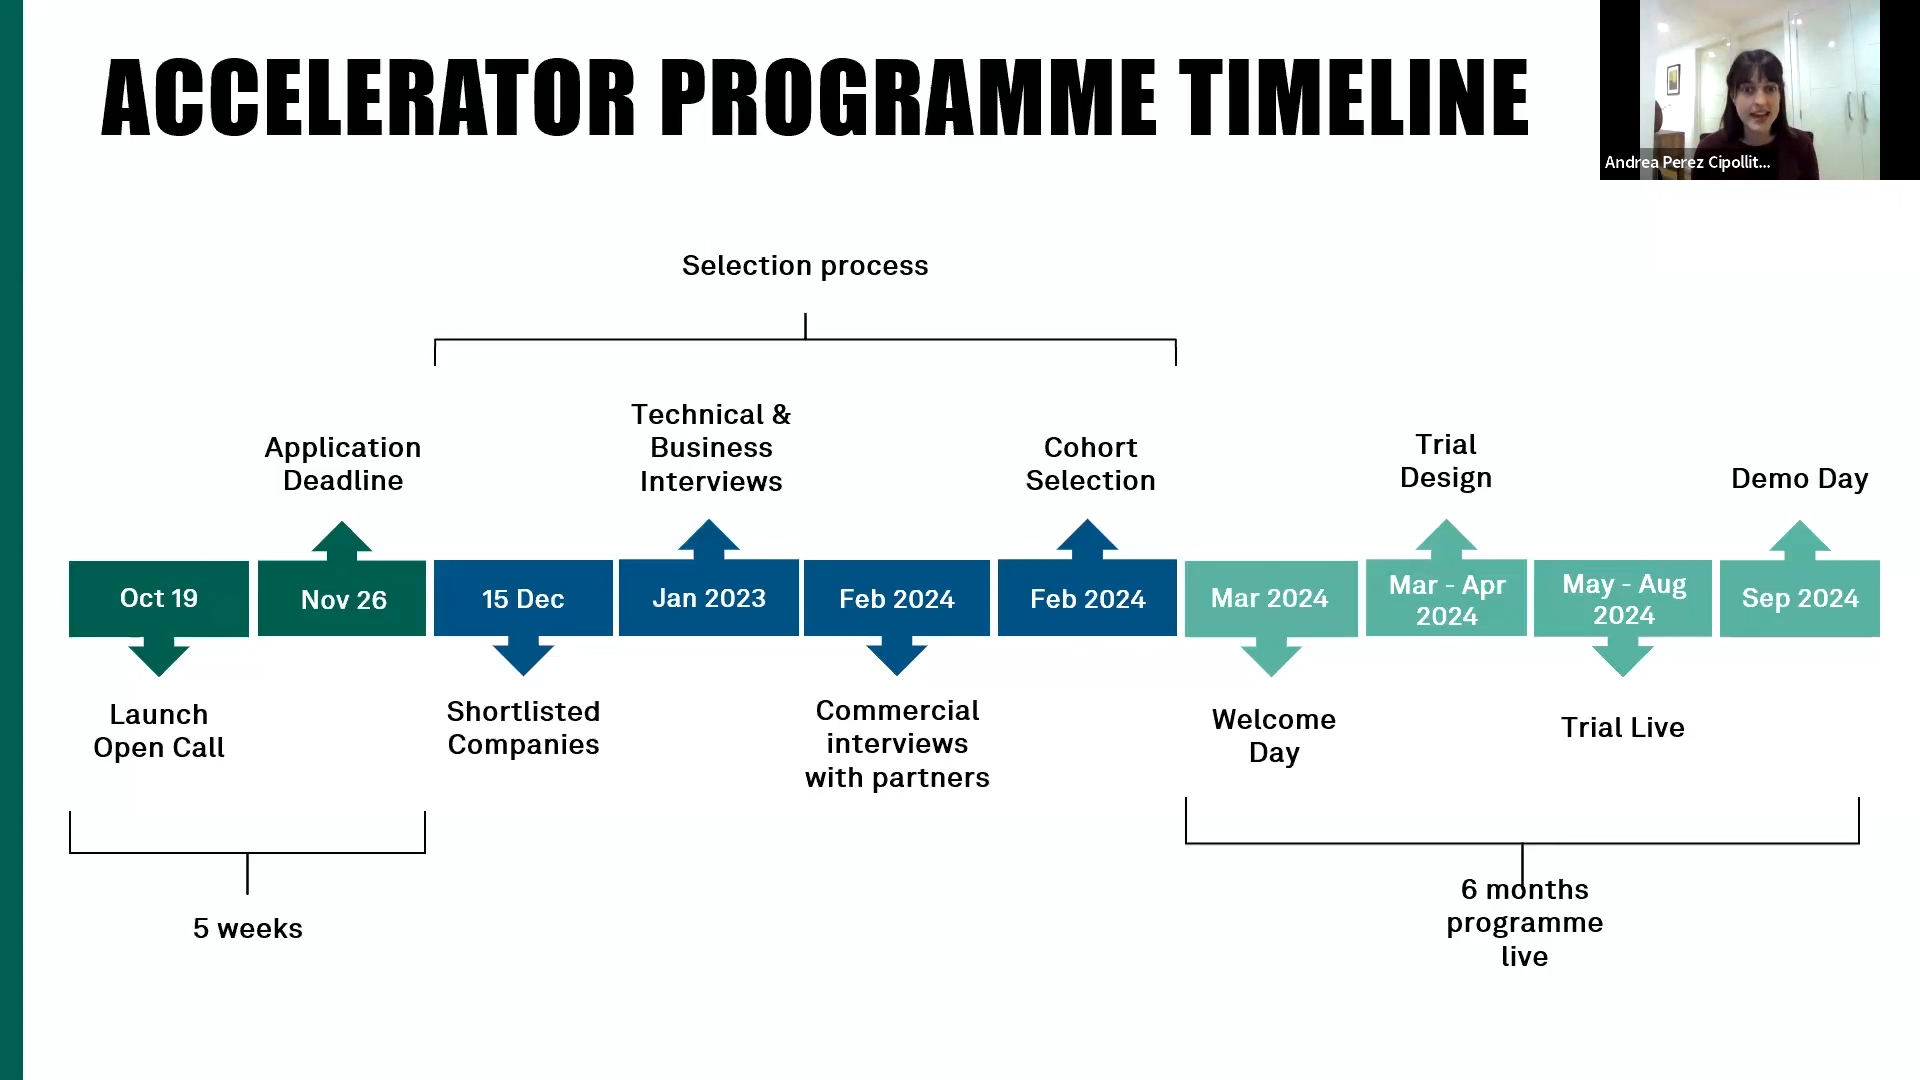 ACCELERATOR PROGRAMME TIMELINE
Andrea Perez Cipollit...
Selection process
Application
Deadline
Technical &
Business
Interviews
Cohort
Selection
Trial
Design
Demo Day
Oct 19
Nov 26
15 Dec
Jan 2023
Feb 2024
Feb 2024
Mar 2024
Mar - Apr
2024
May - Aug
2024
Sep 2024
Launch
Open Call
Shortlisted
Companies
Commercial
interviews
with partners
Welcome
Day
Trial Live
5 weeks
6 months
programme
live